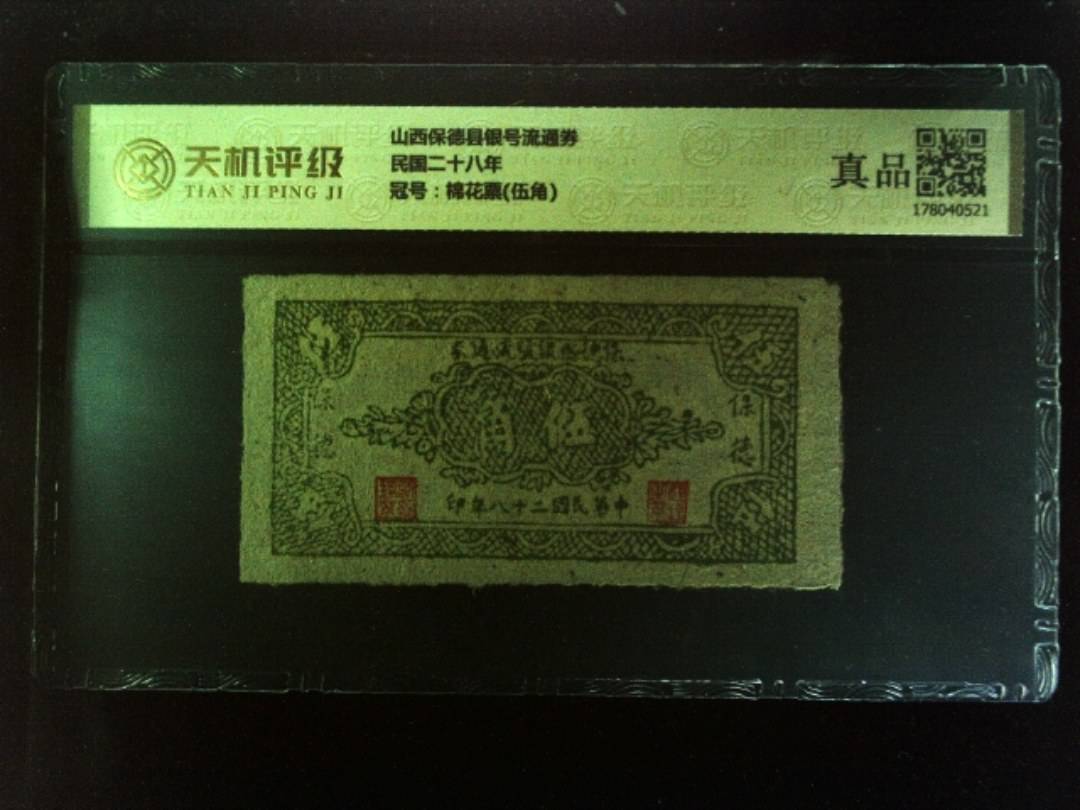 天机评级
TIAN JI PING JI
山西保德县银号流通券
民国二十八年
冠号：棉花票(伍角)
真品
178040521
保德
角 伍
印年八十二國民華中